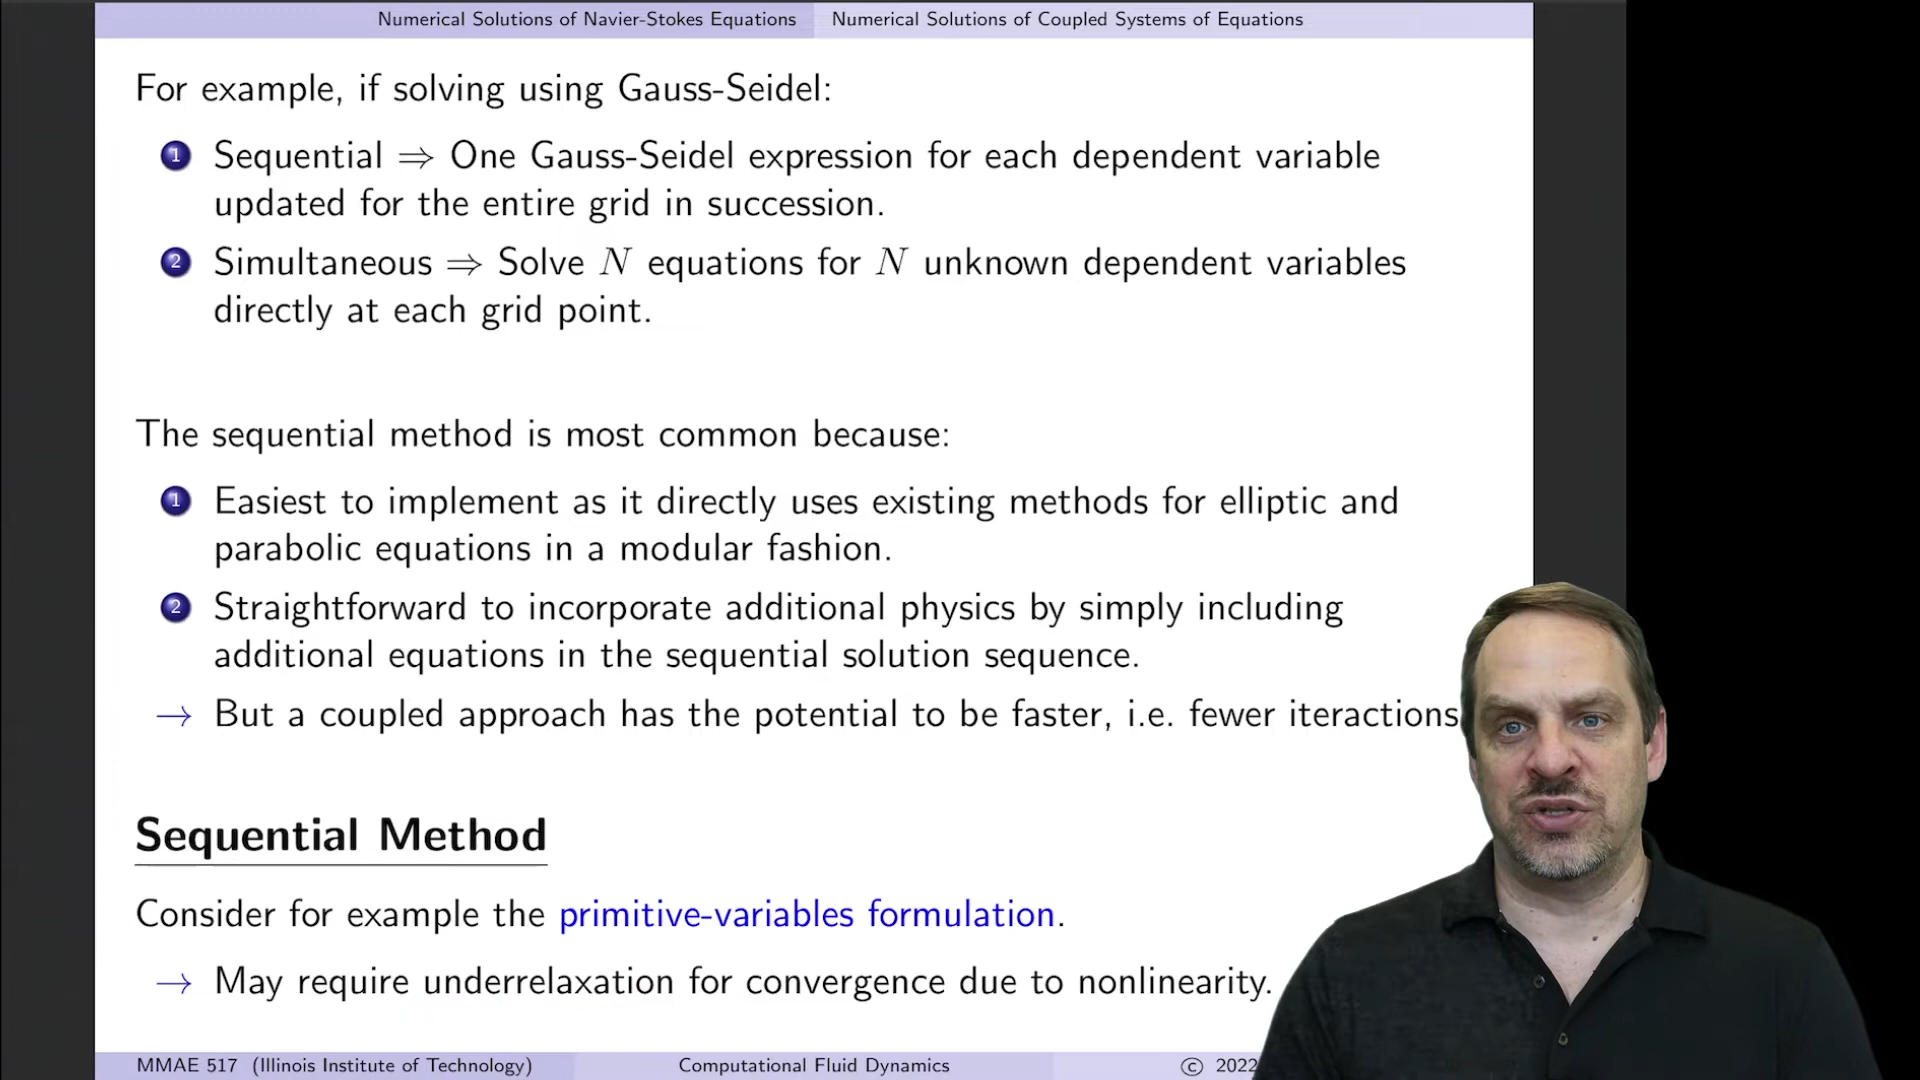 Numerical Solutions of Navier-Stokes Equations Numerical Solutions of Coupled Systems of Equations
For example, if solving using Gauss-Seidel:
1 Sequential ⇒ One Gauss-Seidel expression for each dependent variable
updated for the entire grid in succession.
2 Simultaneous ⇒ Solve N equations for N unknown dependent variables
directly at each grid point.
The sequential method is most common because:
1 Easiest to implement as it directly uses existing methods for elliptic and
parabolic equations in a modular fashion.
2 Straightforward to incorporate additional physics by simply including
additional equations in the sequential solution sequence.
→ But a coupled approach has the potential to be faster, i.e. fewer iteractions
Sequential Method
Consider for example the primitive-variables formulation.
→ May require underrelaxation for convergence due to nonlinearity.
MMAE 517 (Illinois Institute of Technology) Computational Fluid Dynamics © 2022